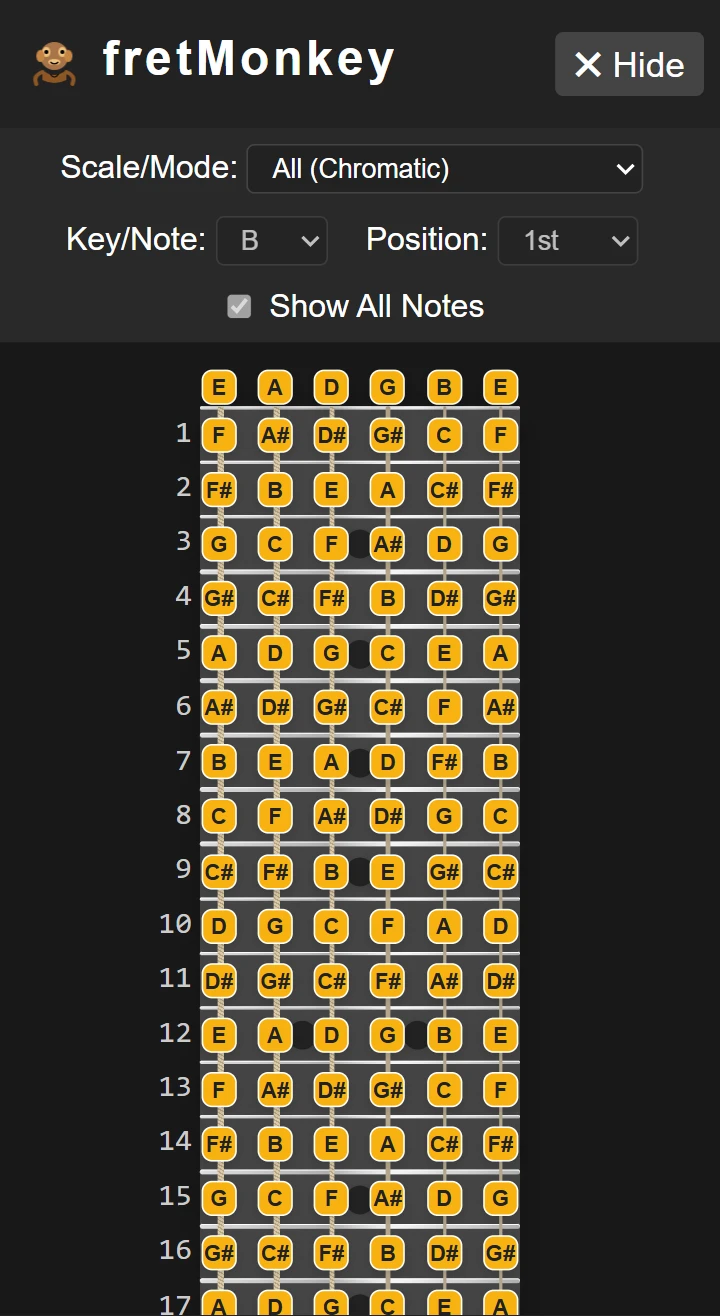 fretMonkey
✕ Hide
Scale/Mode: All (Chromatic)
Key/Note: B Position: 1st
Show All Notes
E A D G B E
1 F A# D# G# C F
2 F# B E A C# F#
3 G C F A# D G
4 G# C# F# B D# G#
5 A D G C E A
6 A# D# G# C# F A#
7 B E A D F# B
8 C F A# D# G C
9 C# F# B E G# C#
10 D G C F A D
11 D# G# C# F# A# D#
12 E A D G B E
13 F A# D# G# C F
14 F# B E A C# F#
15 G C F A# D G
16 G# C# F# B D# G#
17 A D G C E A